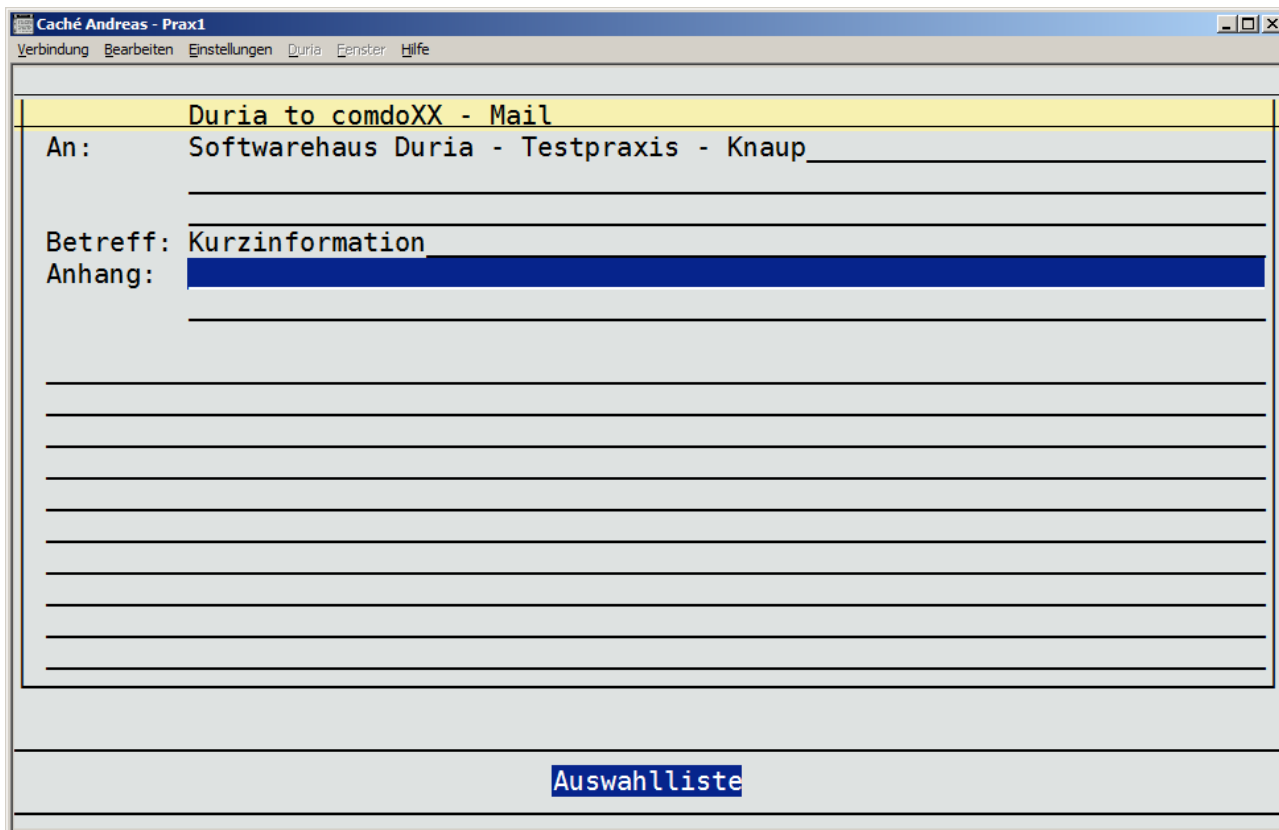 Caché Andreas - Prax1
Verbindung Bearbeiten Einstellungen Duria Fenster Hilfe
Duria to comdoXX - Mail
An: Softwarehaus Duria - Testpraxis - Knaup
Betreff: Kurzinformation
Anhang:
Auswahlliste